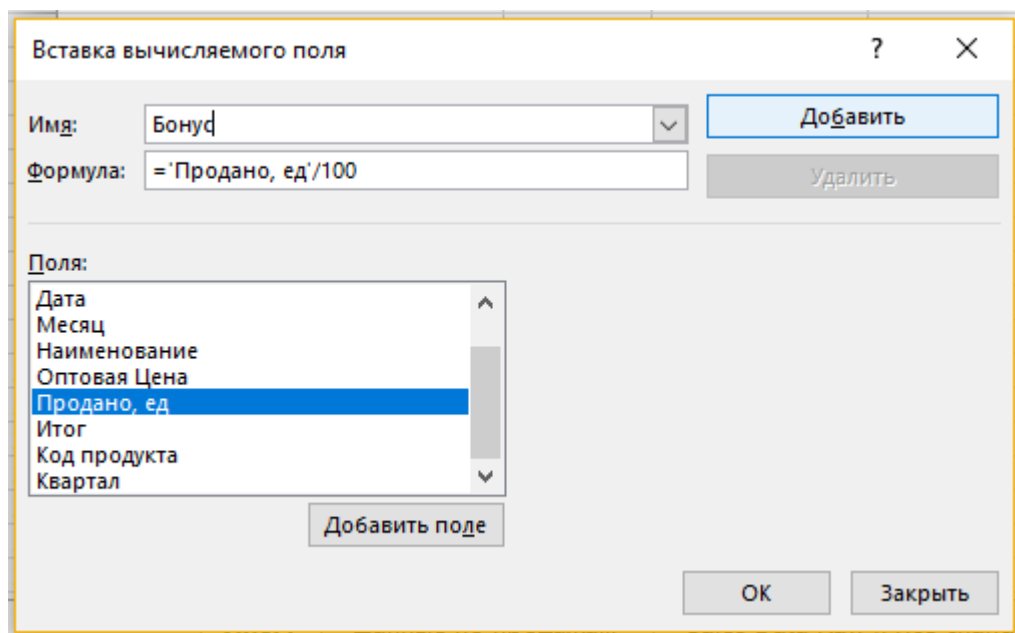 Вставка вычисляемого поля ?
Имя: Бонус Добавить
Формула: ='Продано, ед'/100 Удалить
Поля:
Дата
Месяц
Наименование
Оптовая Цена
Продано, ед
Итог
Код продукта
Квартал
Добавить поле
ОК Закрыть